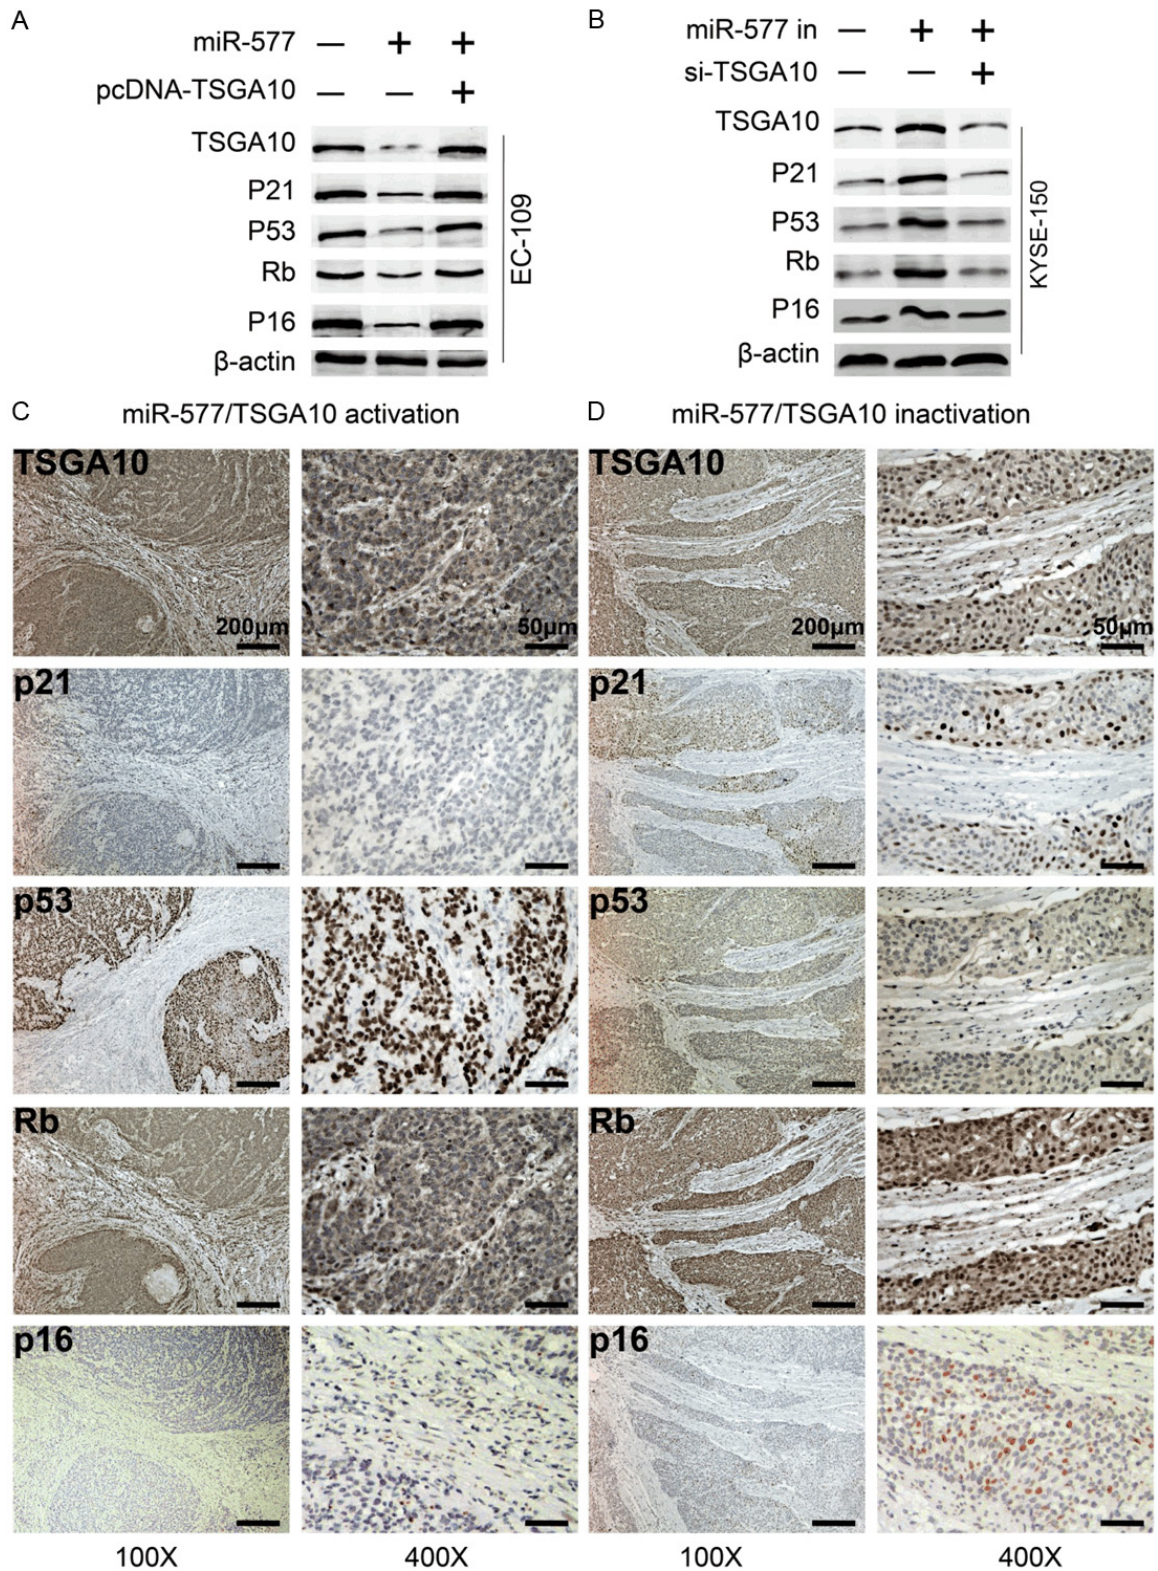 A
miR-577 — + +
pcDNA-TSGA10 — — +
TSGA10
P21
P53
Rb
P16
β-actin
EC-109
B
miR-577 in — + +
si-TSGA10 — — +
TSGA10
P21
P53
Rb
P16
β-actin
KYSE-150
C miR-577/TSGA10 activation
D miR-577/TSGA10 inactivation
TSGA10
200μm
50μm
TSGA10
200μm
50μm
p21
p21
p53
p53
Rb
Rb
p16
p16
100X 400X 100X 400X